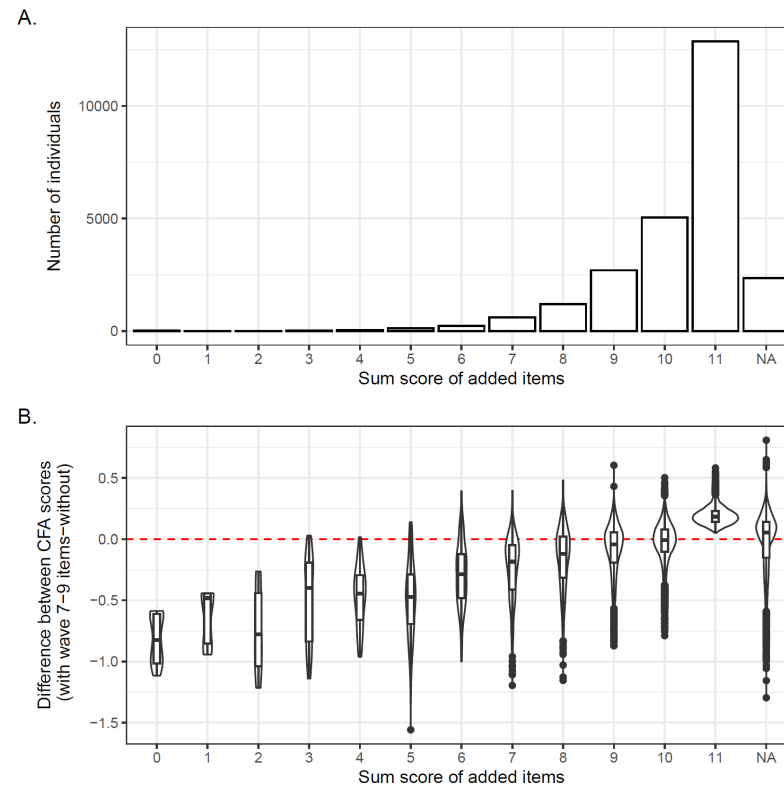 A.
Number of individuals
10000
5000
0
0 1 2 3 4 5 6 7 8 9 10 11 NA
Sum score of added items
B.
Difference between CFA scores
(with wave 7−9 items−without)
0.5
0.0
−0.5
−1.0
−1.5
0 1 2 3 4 5 6 7 8 9 10 11 NA
Sum score of added items